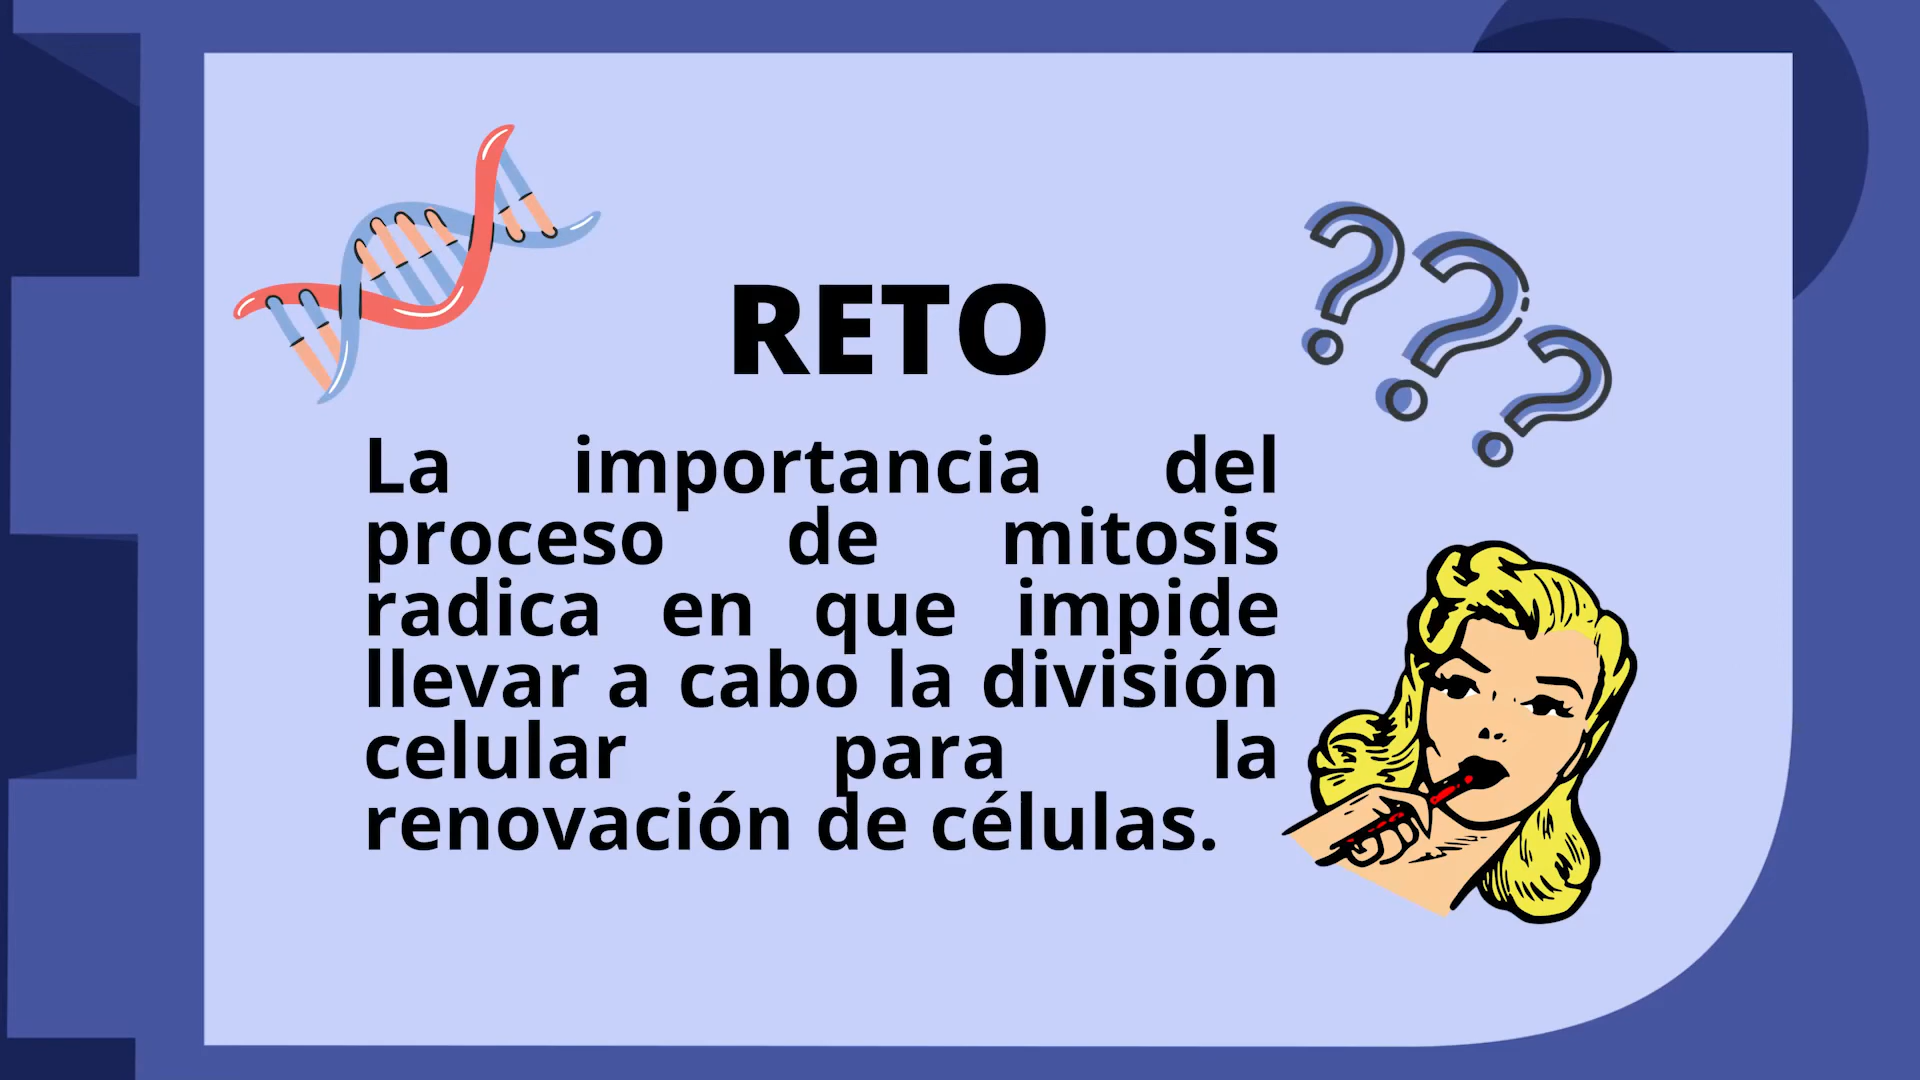 RETO
La importancia del
proceso de mitosis
radica en que impide
llevar a cabo la división
celular para la
renovación de células.
???